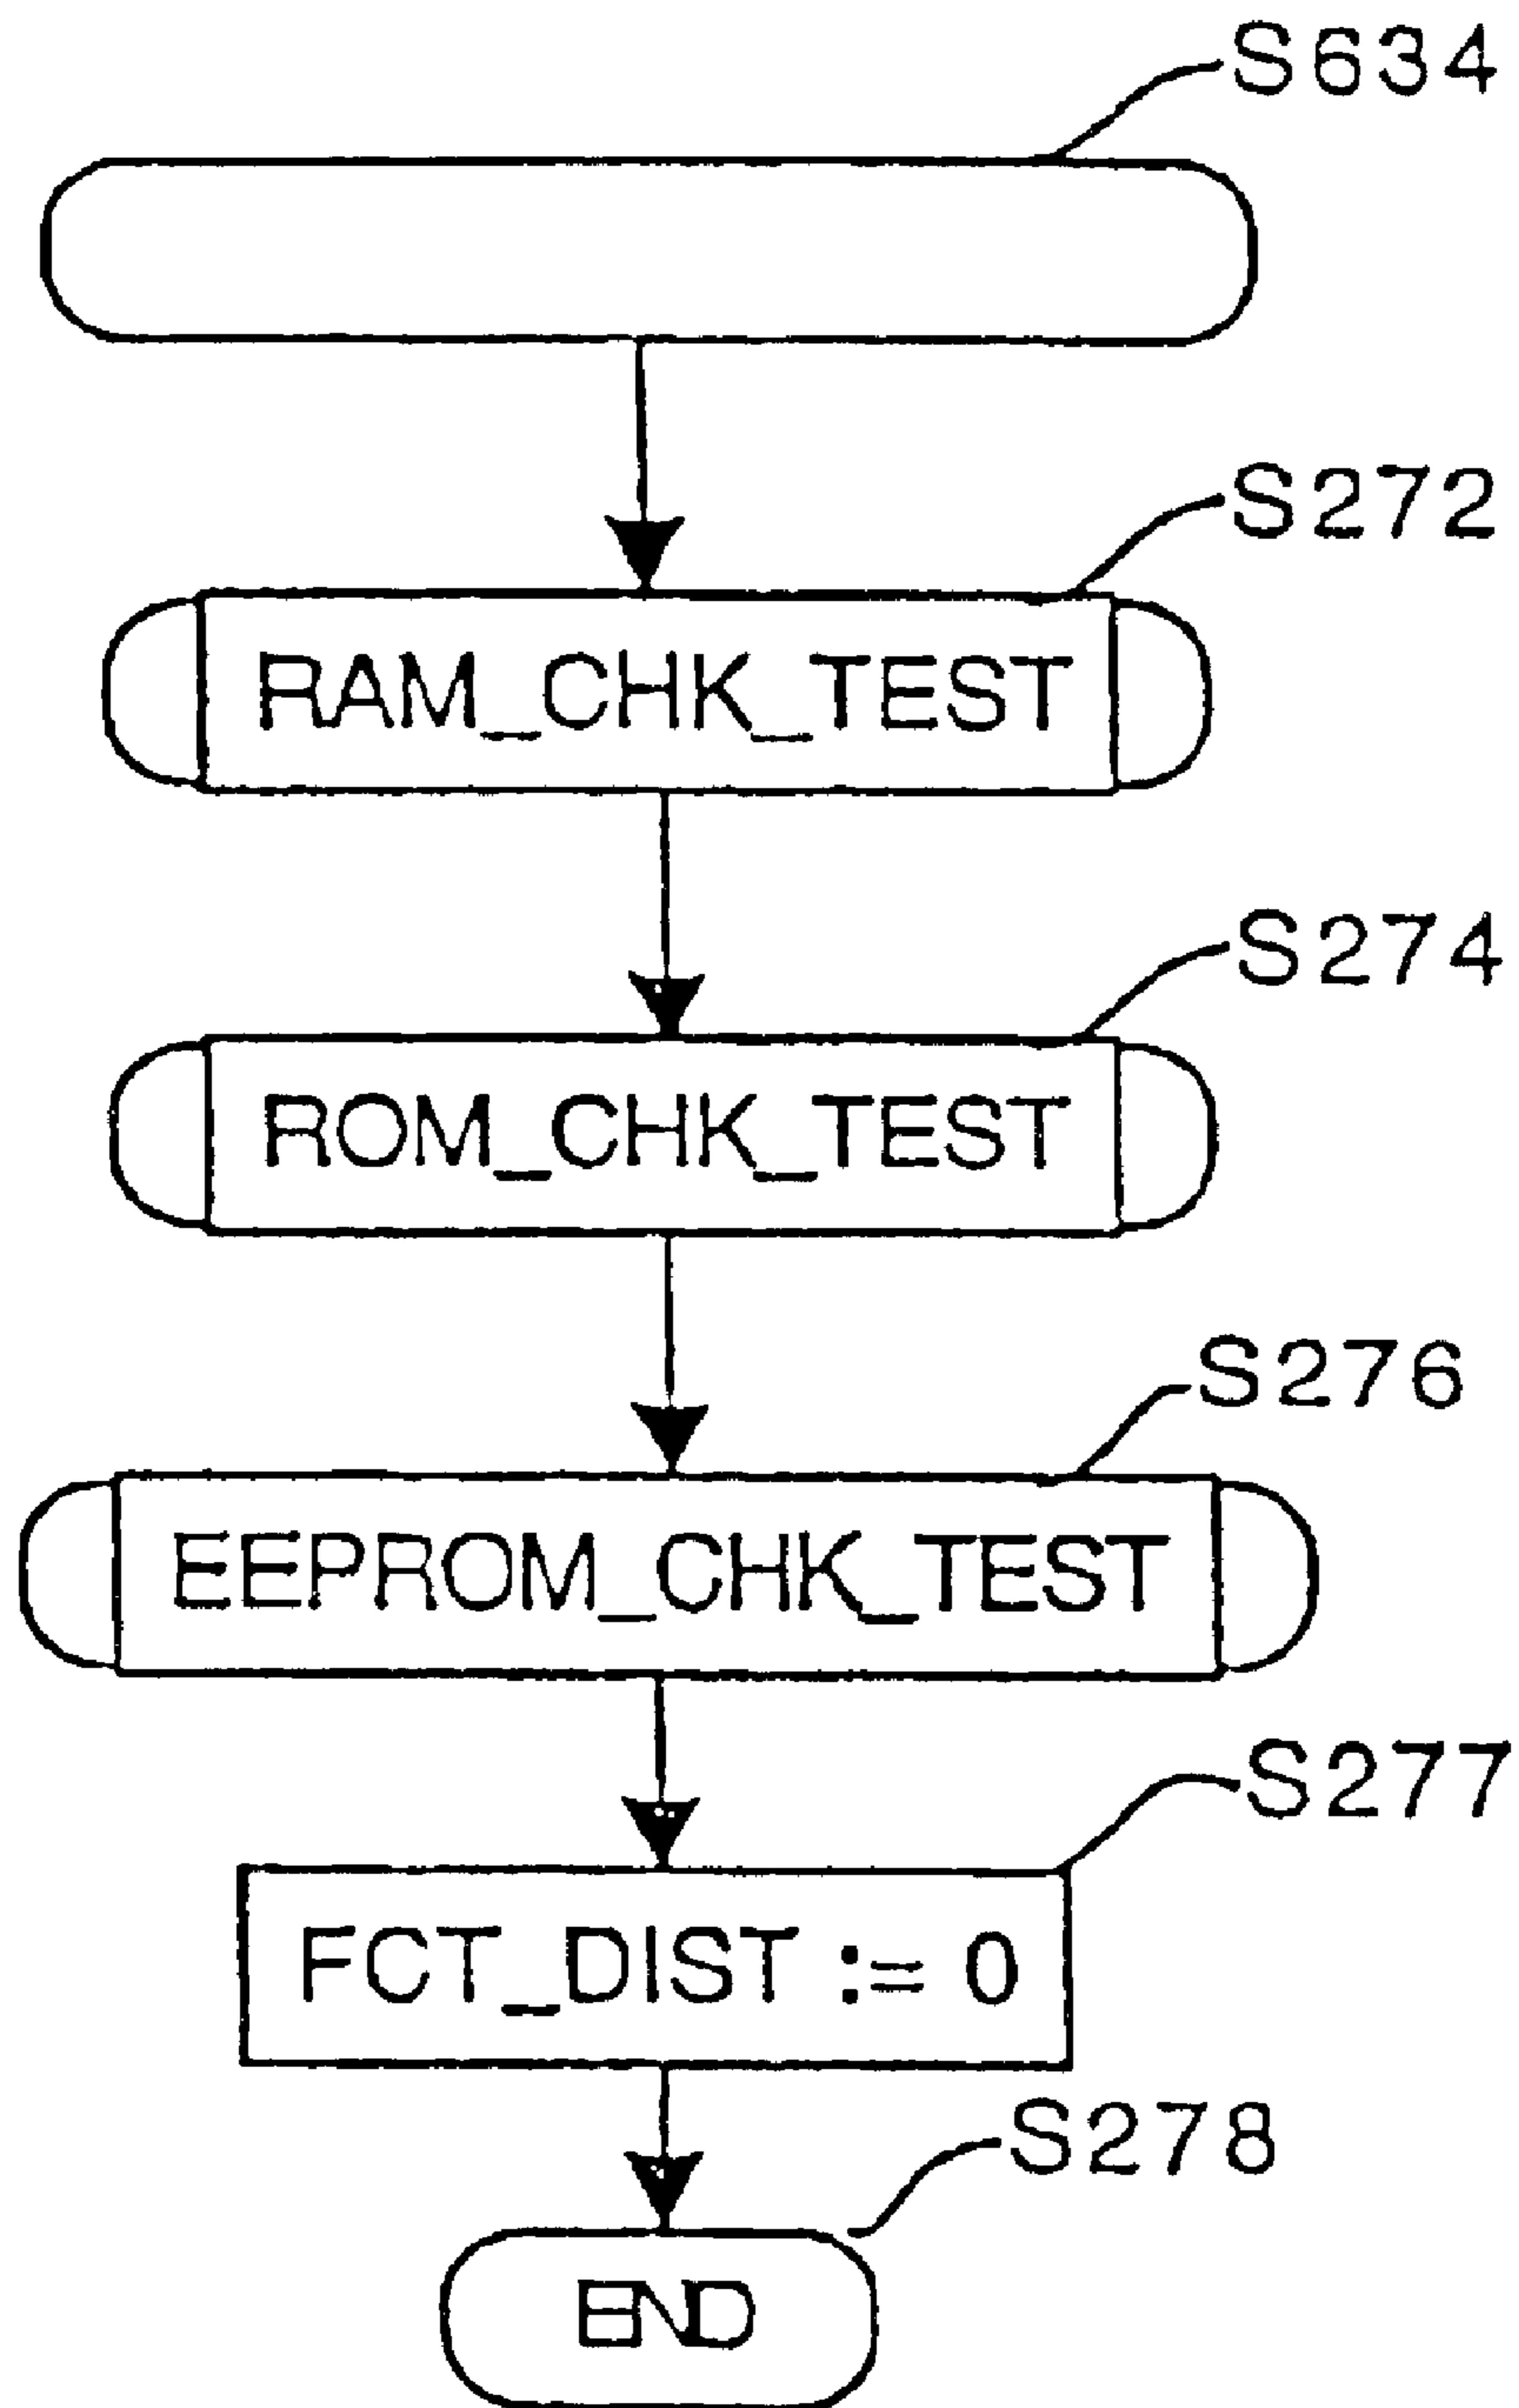 S634
S272
RAM_CHK_TEST
S274
ROM_CHK_TEST
S276
EEPROM_CHK_TEST
S277
FCT_DIST := 0
S278
END